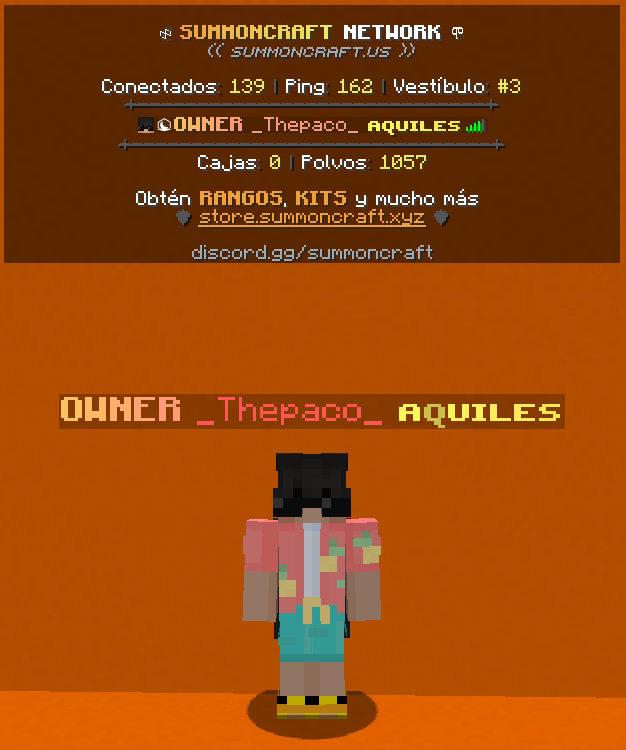 SUMMONCRAFT NETWORK
(( SUMMONCRAFT.US ))
Conectados: 139 | Ping: 162 | Vestíbulo: #3
OWNER _Thepaco_ AQUILES
Cajas: 0 | Polvos: 1057
Obtén RANGOS, KITS y mucho más
store.summoncraft.xyz
discord.gg/summoncraft
OWNER _Thepaco_ AQUILES